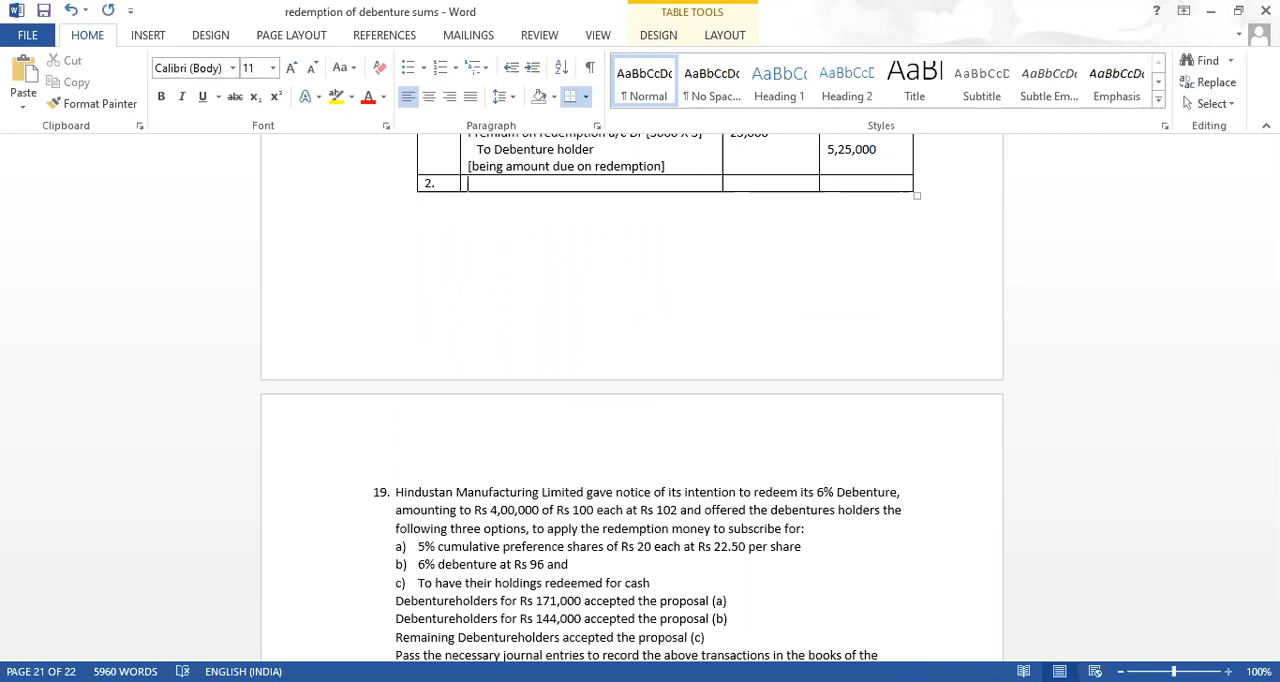 redemption of debenture sums - Word
TABLE TOOLS
?
FILE
HOME
INSERT
DESIGN
PAGE LAYOUT
REFERENCES
MAILINGS
REVIEW
VIEW
DESIGN
LAYOUT
Paste
Cut
Copy
Format Painter
Clipboard
Calibri (Body)
11
Font
Paragraph
AaBbCcDc
¶ Normal
AaBbCcDc
¶ No Spac...
AaBbCc
Heading 1
AaBbCcD
Heading 2
AaBl
Title
AaBbCcD
Subtitle
AaBbCcDc
Subtle Em...
AaBbCcDc
Emphasis
Styles
Find
Replace
Select
Editing
Premium on redemption a/c Dr [5000 X 5] 25,000
To Debenture holder 5,25,000
[being amount due on redemption]
2.
19. Hindustan Manufacturing Limited gave notice of its intention to redeem its 6% Debenture,
amounting to Rs 4,00,000 of Rs 100 each at Rs 102 and offered the debentures holders the
following three options, to apply the redemption money to subscribe for:
a) 5% cumulative preference shares of Rs 20 each at Rs 22.50 per share
b) 6% debenture at Rs 96 and
c) To have their holdings redeemed for cash
Debentureholders for Rs 171,000 accepted the proposal (a)
Debentureholders for Rs 144,000 accepted the proposal (b)
Remaining Debentureholders accepted the proposal (c)
Pass the necessary journal entries to record the above transactions in the books of the
PAGE 21 OF 22
5960 WORDS
ENGLISH (INDIA)
100%